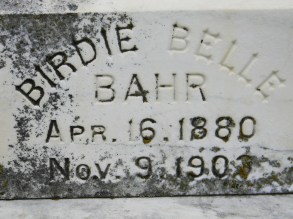 BIRDIE BELLE
BAHR
APR. 16, 1880
NOV. 9, 1907